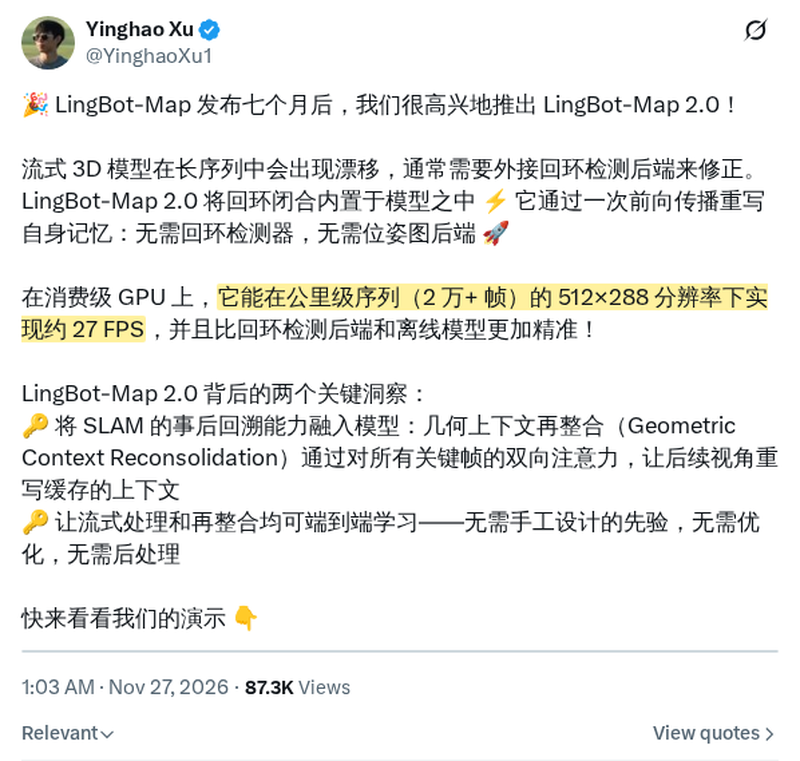 Yinghao Xu
@YinghaoXu1
🎉 LingBot-Map 发布七个月后，我们很高兴地推出 LingBot-Map 2.0！
流式 3D 模型在长序列中会出现漂移，通常需要外接回环检测后端来修正。
LingBot-Map 2.0 将回环闭合内置于模型之中 ⚡ 它通过一次前向传播重写
自身记忆：无需回环检测器，无需位姿图后端 🚀
在消费级 GPU 上，它能在公里级序列（2 万+ 帧）的 512×288 分辨率下实
现约 27 FPS，并且比回环检测后端和离线模型更加精准！
LingBot-Map 2.0 背后的两个关键洞察：
🔑 将 SLAM 的事后回溯能力融入模型：几何上下文再整合（Geometric
Context Reconsolidation）通过对所有关键帧的双向注意力，让后续视角重
写缓存的上下文
🔑 让流式处理和再整合均可端到端学习——无需手工设计的先验，无需优
化，无需后处理
快来看看我们的演示 👇
1:03 AM · Nov 27, 2026 · 87.3K Views
Relevant
View quotes